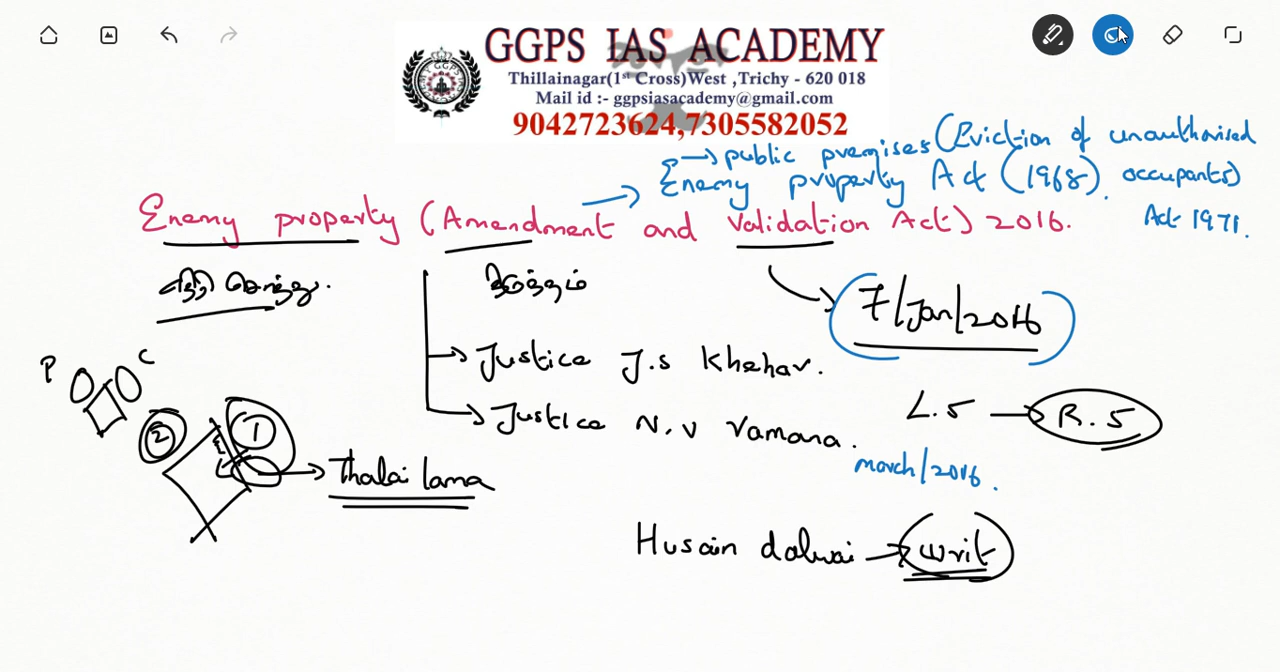 GGPS IAS ACADEMY
Thillainagar(1st Cross)West ,Trichy - 620 018
Mail id :- ggpsiasacademy@gmail.com
9042723624,7305582052
→ public premises (Eviction of unauthorised occupants) Act 1971.
→ Enemy property Act (1968).
Enemy property (Amendment and Validation Act) 2016.
7/Jan/2016
→ Justice J.S Khehar.
→ Justice N.V Ramana.
L.S → R.S
March/2016.
P C
② ①
→ Thalai lama
Husain dalwai → writ